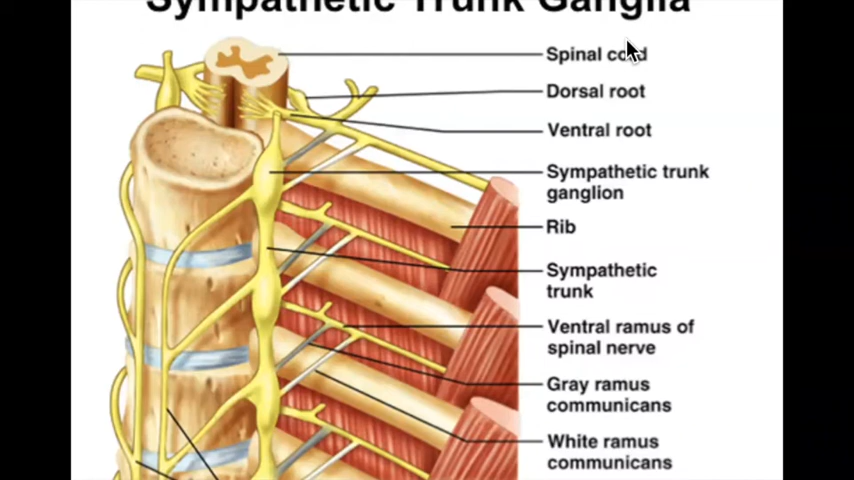 Sympathetic Trunk Ganglia
Spinal cord
Dorsal root
Ventral root
Sympathetic trunk
ganglion
Rib
Sympathetic
trunk
Ventral ramus of
spinal nerve
Gray ramus
communicans
White ramus
communicans